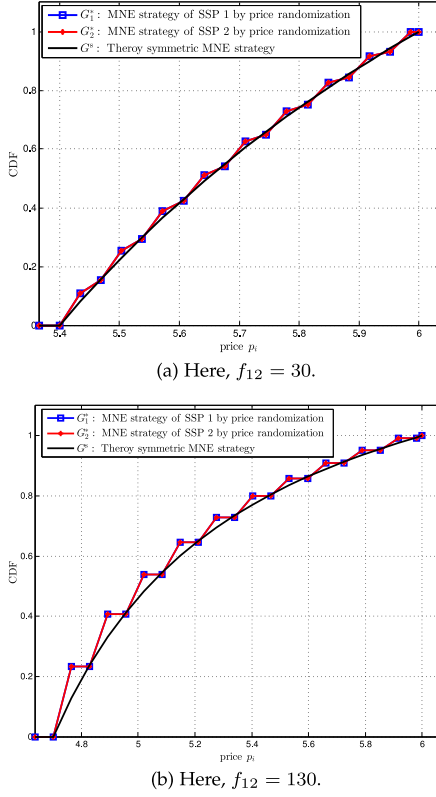 G₁* : MNE strategy of SSP 1 by price randomization
G₂* : MNE strategy of SSP 2 by price randomization
Gˢ : Theroy symmetric MNE strategy
1
0.8
0.6
0.4
0.2
0
CDF
5.4 5.5 5.6 5.7 5.8 5.9 6
price pᵢ
(a) Here, f₁₂ = 30.
G₁* : MNE strategy of SSP 1 by price randomization
G₂* : MNE strategy of SSP 2 by price randomization
Gˢ : Theroy symmetric MNE strategy
1
0.8
0.6
0.4
0.2
0
CDF
4.8 5 5.2 5.4 5.6 5.8 6
price pᵢ
(b) Here, f₁₂ = 130.